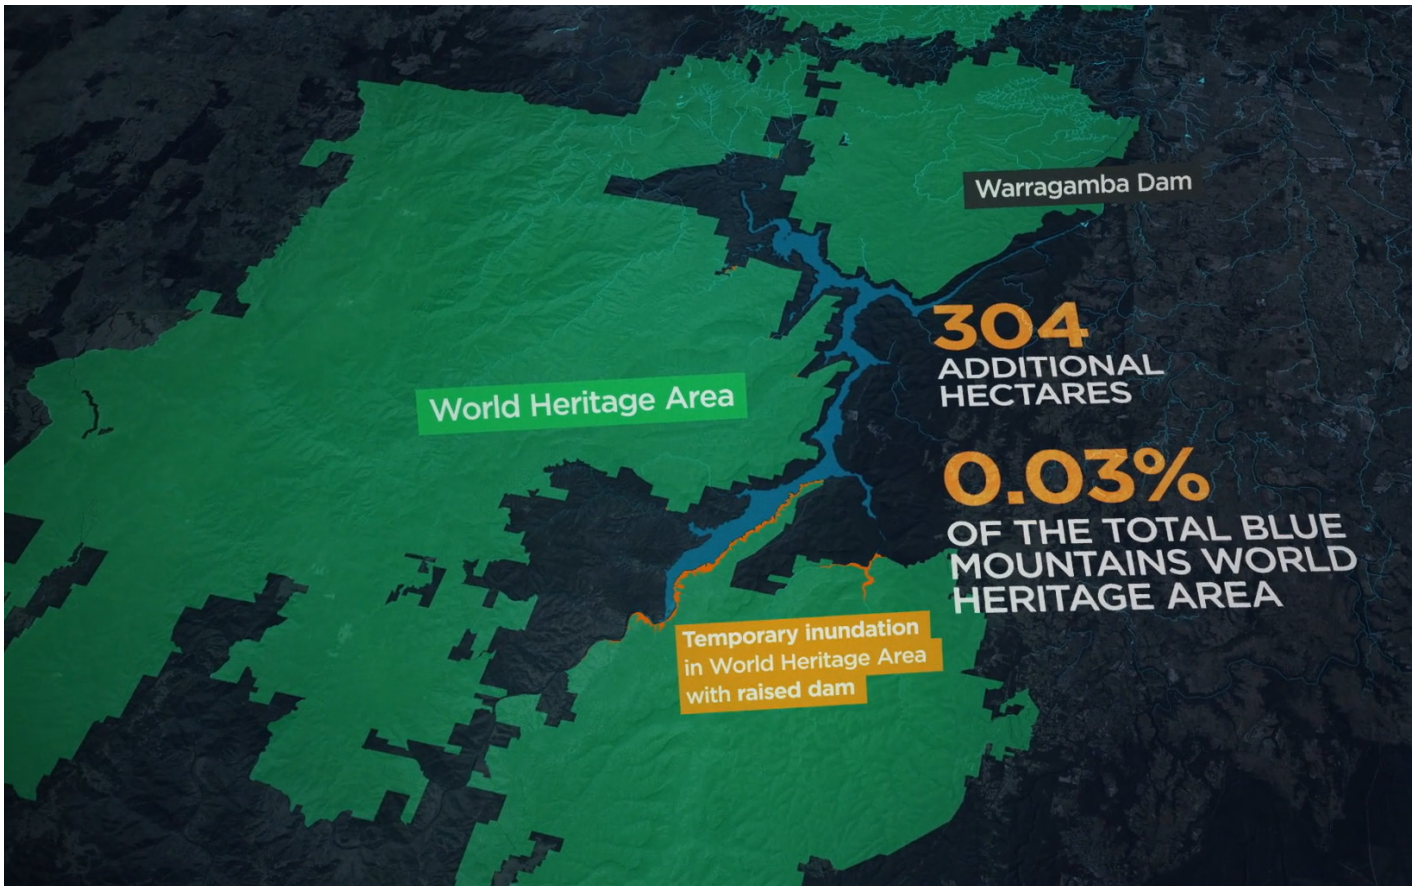 Warragamba Dam
304
ADDITIONAL
HECTARES
World Heritage Area
0.03%
OF THE TOTAL BLUE
MOUNTAINS WORLD
HERITAGE AREA
Temporary inundation
in World Heritage Area
with raised dam